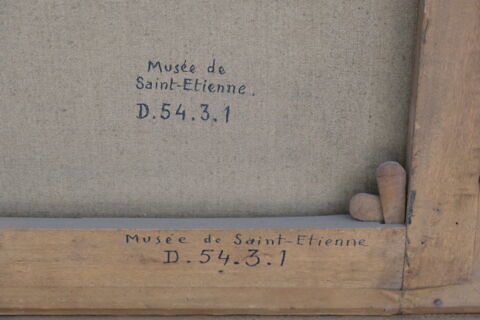 Musée de
Saint-Etienne.
D.54.3.1
Musée de Saint-Etienne
D.54.3.1